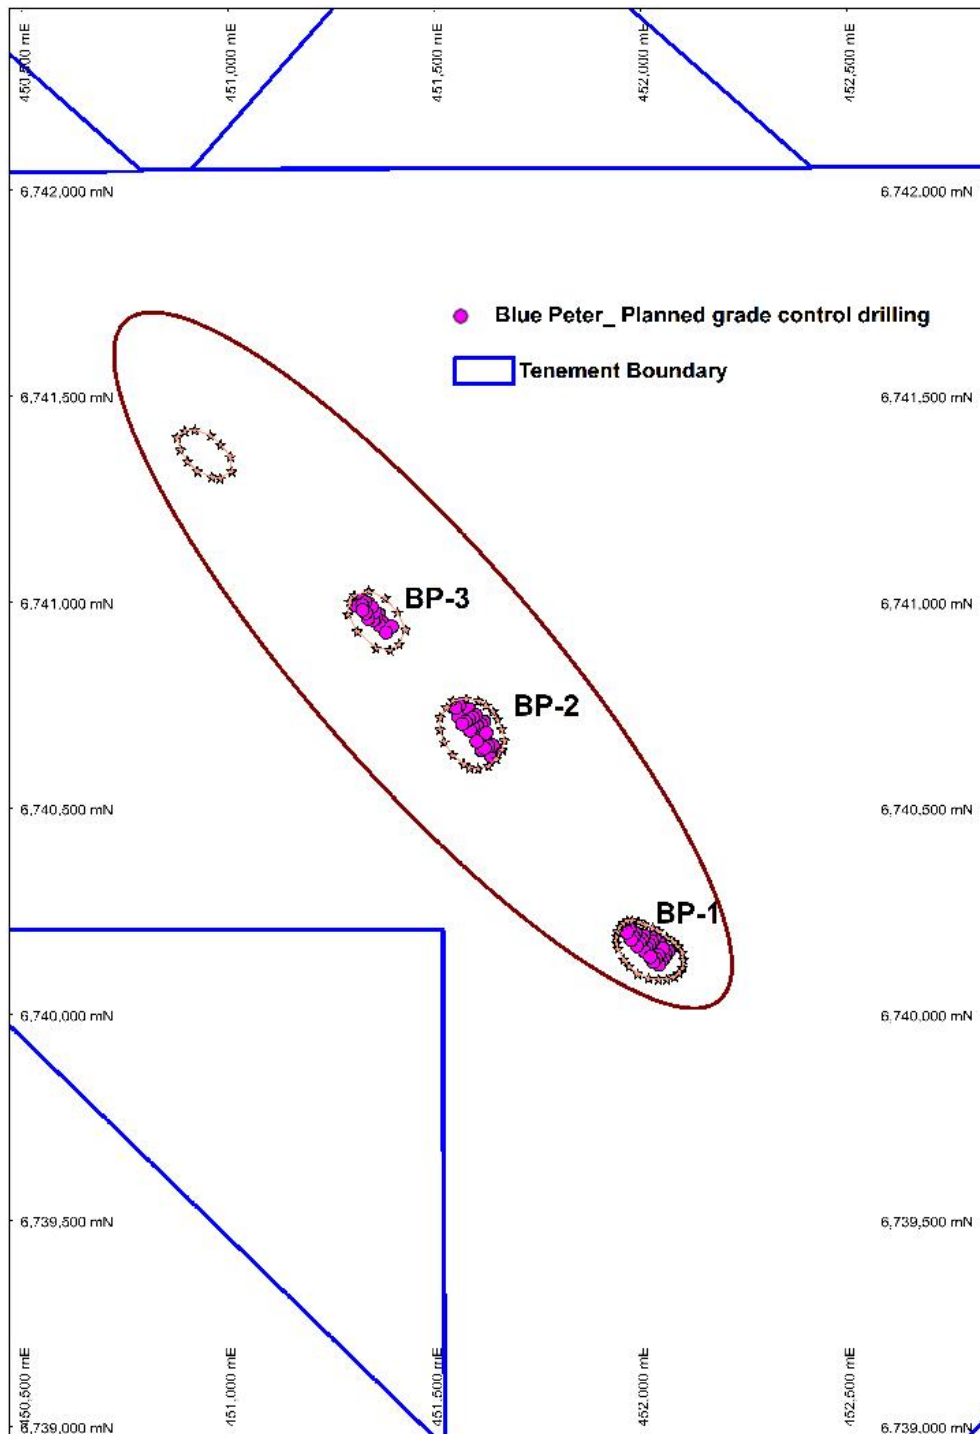 450,500 mE
451,000 mE
451,500 mE
452,000 mE
452,500 mE
6,742,000 mN
6,742,000 mN
Blue Peter_ Planned grade control drilling
Tenement Boundary
6,741,500 mN
6,741,500 mN
BP-3
6,741,000 mN
6,741,000 mN
BP-2
6,740,500 mN
6,740,500 mN
BP-1
6,740,000 mN
6,740,000 mN
6,739,500 mN
6,739,500 mN
450,500 mE
451,000 mE
451,500 mE
452,000 mE
452,500 mE
6,739,000 mN
6,739,000 mN